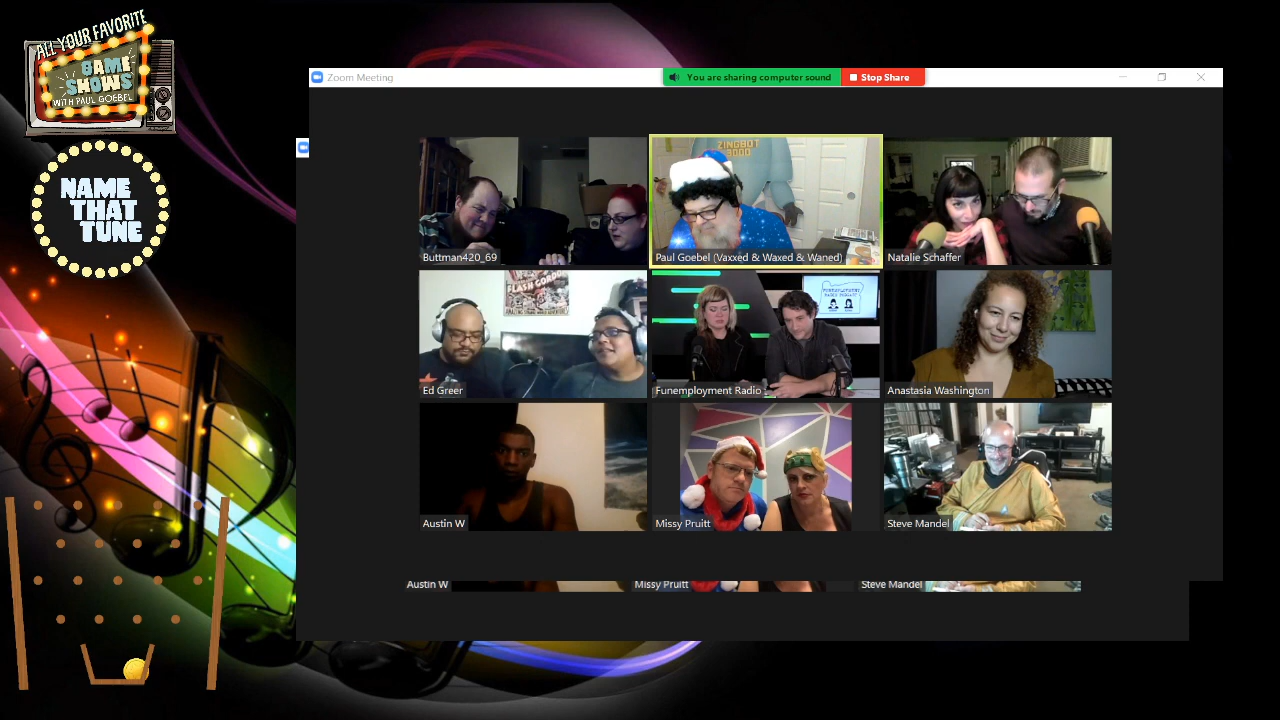 ALL YOUR FAVORITE
GAME
SHOWS
WITH PAUL GOEBEL
NAME
THAT
TUNE
Zoom Meeting
You are sharing computer sound
Stop Share
ZINGBOT
3000
Buttman420_69
Paul Goebel (Vaxxed & Waxed & Waned)
Natalie Schaffer
FLASH GORDON
FUNEMPLOYMENT
Ed Greer
Funemployment Radio
Anastasia Washington
Austin W
Missy Pruitt
Steve Mandel
Austin W
Missy Pruitt
Steve Mandel